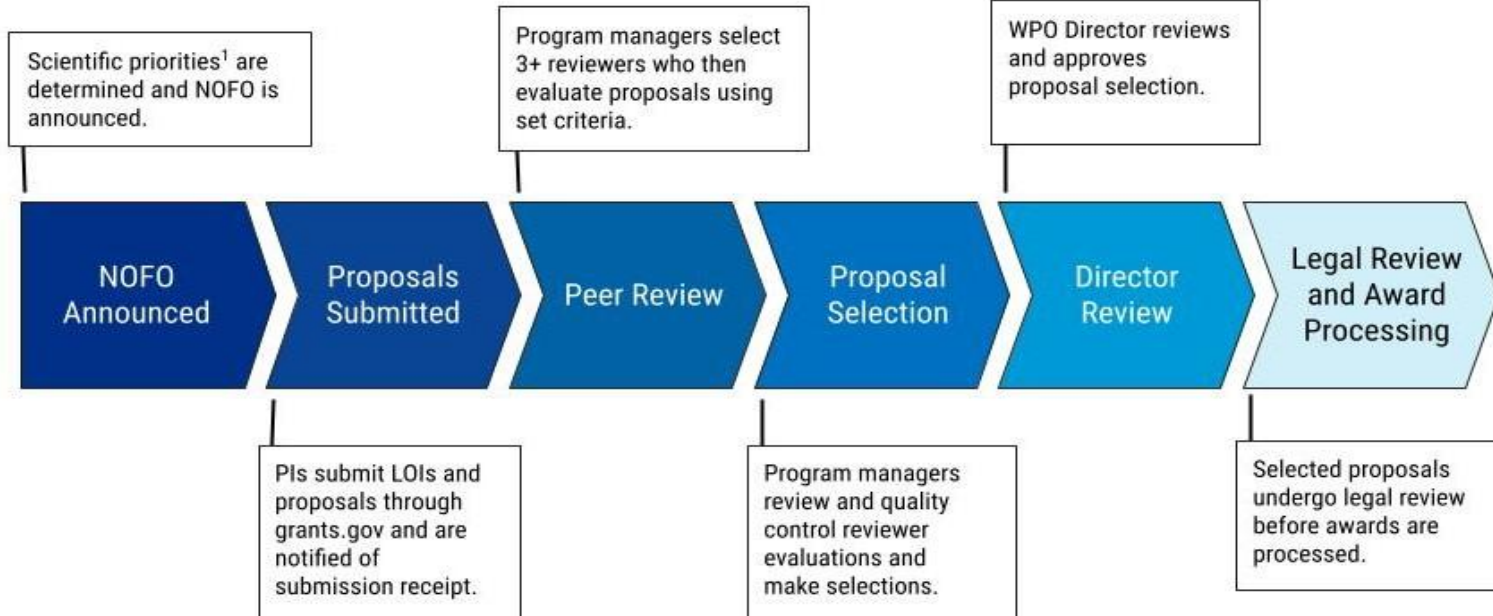 Scientific priorities¹ are
determined and NOFO is
announced.
Program managers select
3+ reviewers who then
evaluate proposals using
set criteria.
WPO Director reviews
and approves
proposal selection.
NOFO
Announced
Proposals
Submitted
Peer Review
Proposal
Selection
Director
Review
Legal Review
and Award
Processing
PIs submit LOIs and
proposals through
grants.gov and are
notified of
submission receipt.
Program managers
review and quality
control reviewer
evaluations and
make selections.
Selected proposals
undergo legal review
before awards are
processed.